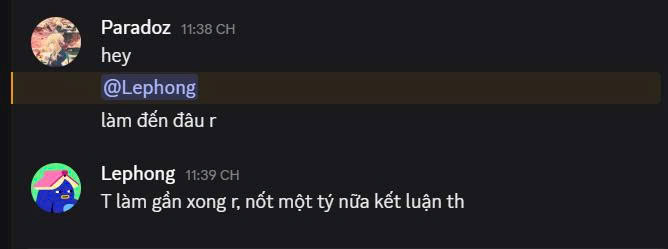 Paradoz 11:38 CH
hey
@Lephong
làm đến đâu r
Lephong 11:39 CH
T làm gần xong r, nốt một tý nữa kết luận th